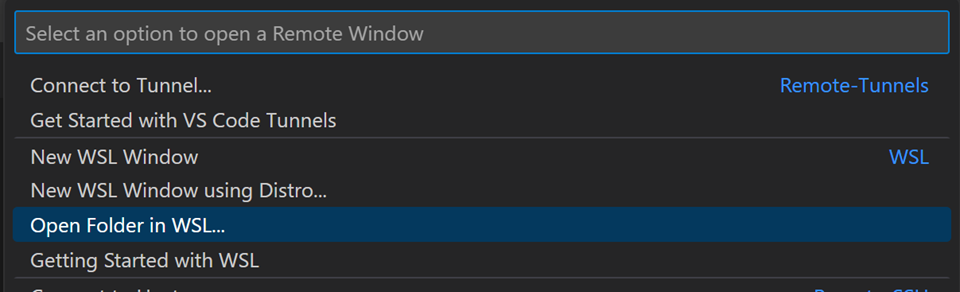 Select an option to open a Remote Window
Connect to Tunnel... Remote-Tunnels
Get Started with VS Code Tunnels
New WSL Window WSL
New WSL Window using Distro...
Open Folder in WSL...
Getting Started with WSL